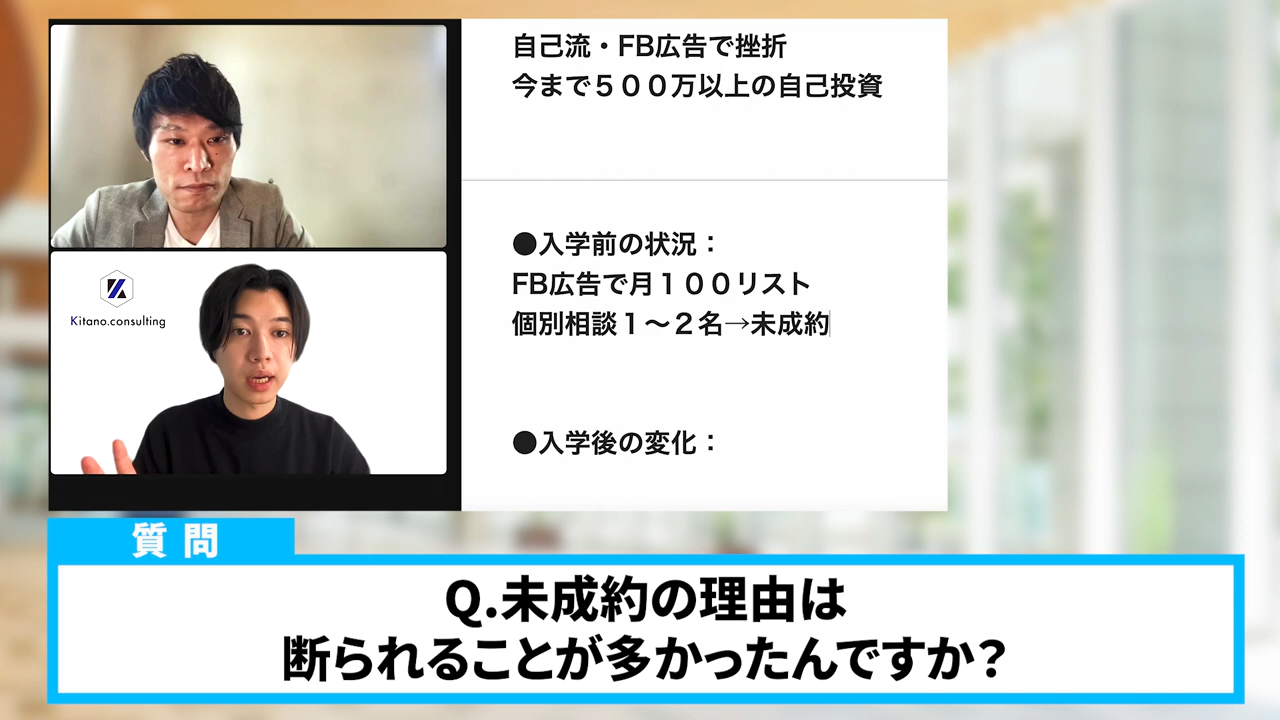 自己流・FB広告で挫折
今まで５００万以上の自己投資
●入学前の状況：
FB広告で月１００リスト
個別相談１〜２名→未成約
●入学後の変化：
Kitano.consulting
質問
Q.未成約の理由は
断られることが多かったんですか？